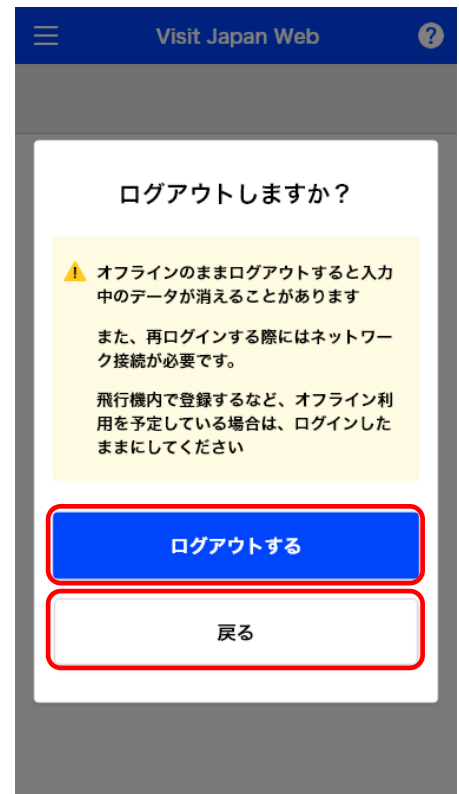 Visit Japan Web
?
ログアウトしますか？
オフラインのままログアウトすると入力
中のデータが消えることがあります
また、再ログインする際にはネットワー
ク接続が必要です。
飛行機内で登録するなど、オフライン利
用を予定している場合は、ログインした
ままにしてください
ログアウトする
戻る